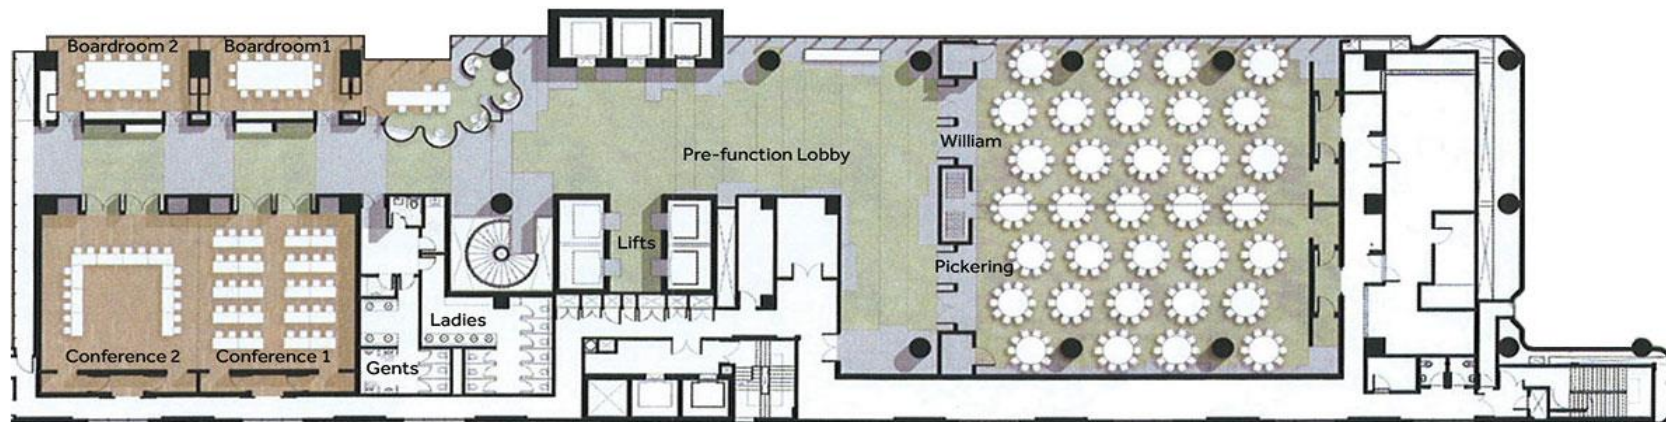 Boardroom 2
Boardroom1
William
Pre-function Lobby
Lifts
Pickering
Ladies
Conference 2
Conference 1
Gents